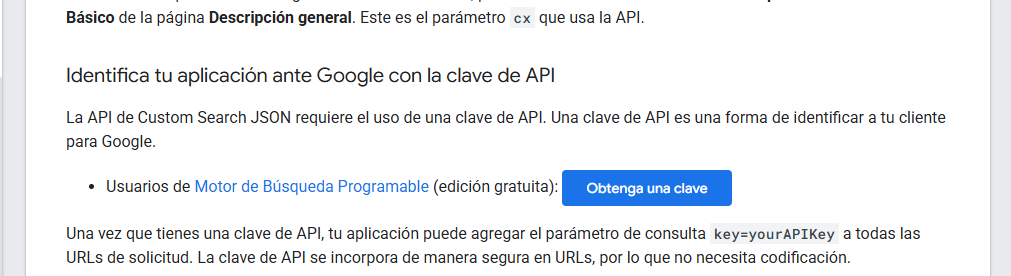 Básico de la página Descripción general. Este es el parámetro cx que usa la API.
Identifica tu aplicación ante Google con la clave de API
La API de Custom Search JSON requiere el uso de una clave de API. Una clave de API es una forma de identificar a tu cliente
para Google.
• Usuarios de Motor de Búsqueda Programable (edición gratuita): Obtenga una clave
Una vez que tienes una clave de API, tu aplicación puede agregar el parámetro de consulta key=yourAPIKey a todas las
URLs de solicitud. La clave de API se incorpora de manera segura en URLs, por lo que no necesita codificación.